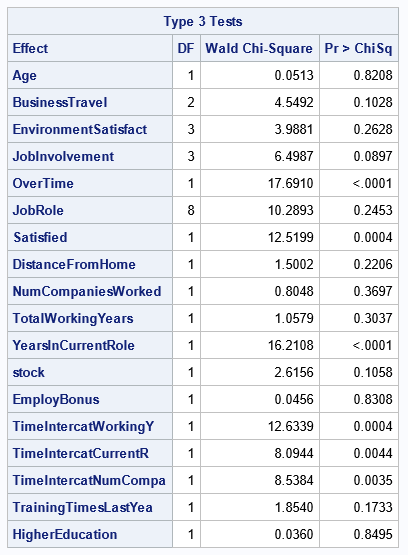 Type 3 Tests
Effect DF Wald Chi-Square Pr > ChiSq
Age 1 0.0513 0.8208
BusinessTravel 2 4.5492 0.1028
EnvironmentSatisfact 3 3.9881 0.2628
JobInvolvement 3 6.4987 0.0897
OverTime 1 17.6910 <.0001
JobRole 8 10.2893 0.2453
Satisfied 1 12.5199 0.0004
DistanceFromHome 1 1.5002 0.2206
NumCompaniesWorked 1 0.8048 0.3697
TotalWorkingYears 1 1.0579 0.3037
YearsInCurrentRole 1 16.2108 <.0001
stock 1 2.6156 0.1058
EmployBonus 1 0.0456 0.8308
TimeIntercatWorkingY 1 12.6339 0.0004
TimeIntercatCurrentR 1 8.0944 0.0044
TimeIntercatNumCompa 1 8.5384 0.0035
TrainingTimesLastYea 1 1.8540 0.1733
HigherEducation 1 0.0360 0.8495